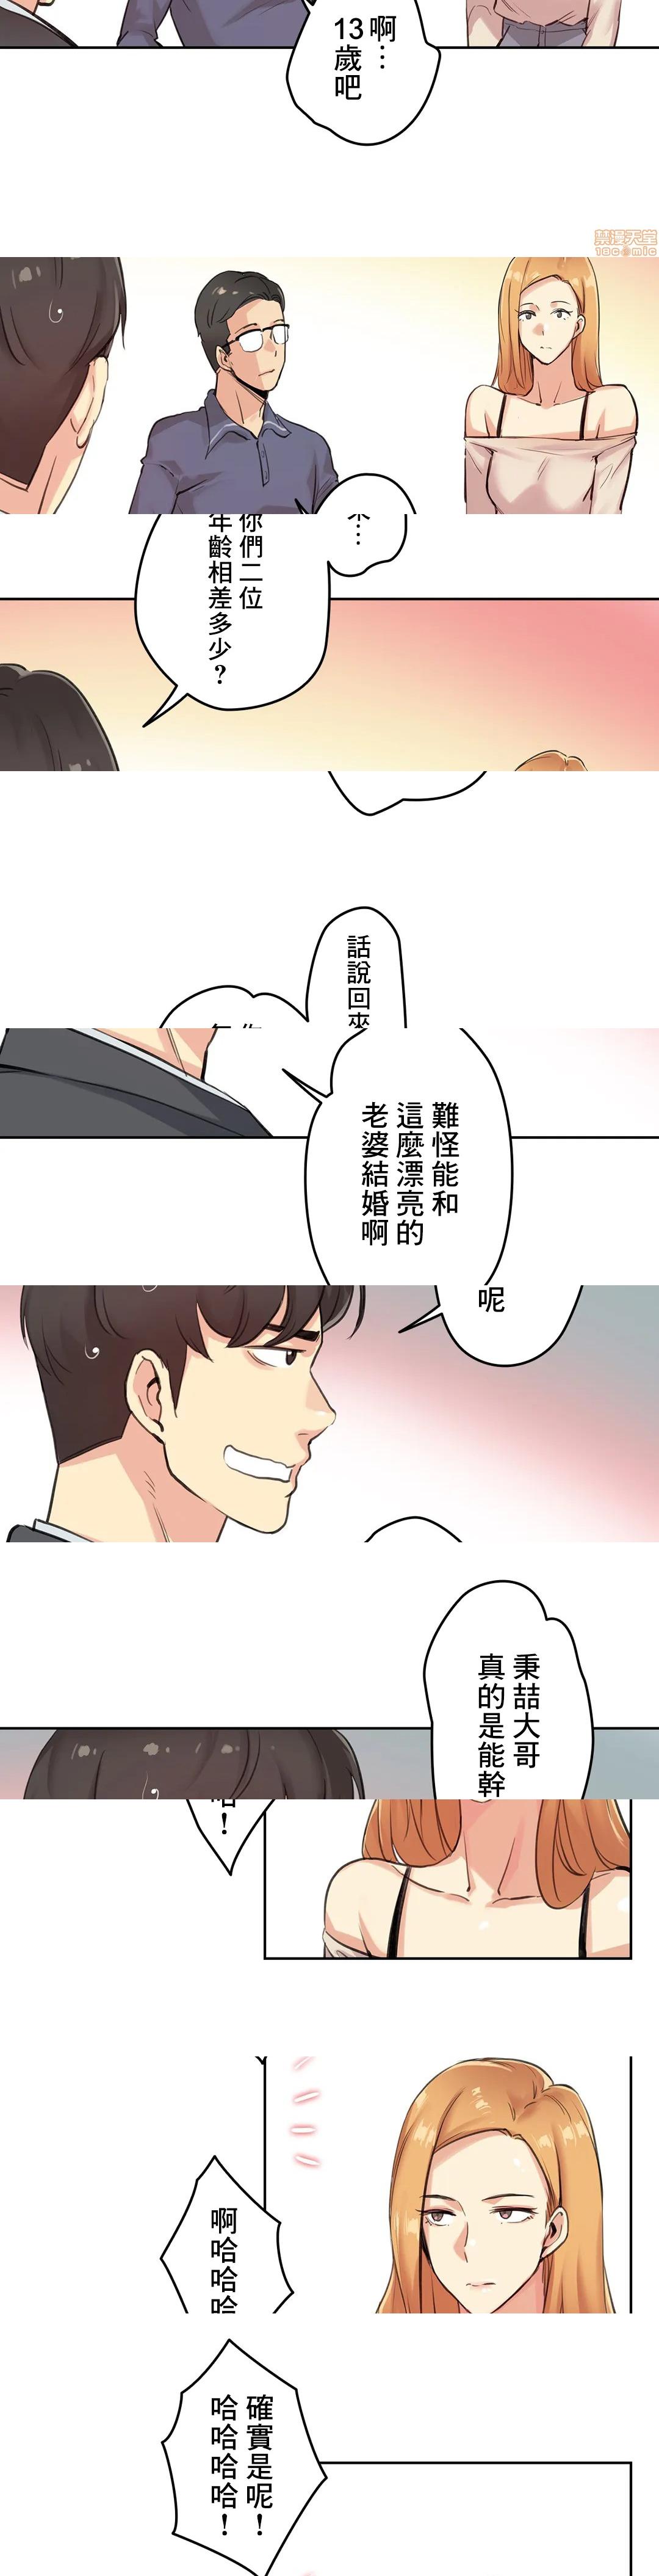 啊…
13歲吧
禁漫天堂
18comic
來…
你們二位
年齡相差多少?
話說回來
難怪能和
這麼漂亮的
老婆結婚啊
呢
秉喆大哥
真的是能幹
哈!
啊哈哈哈
確實是呢!
哈哈哈哈!